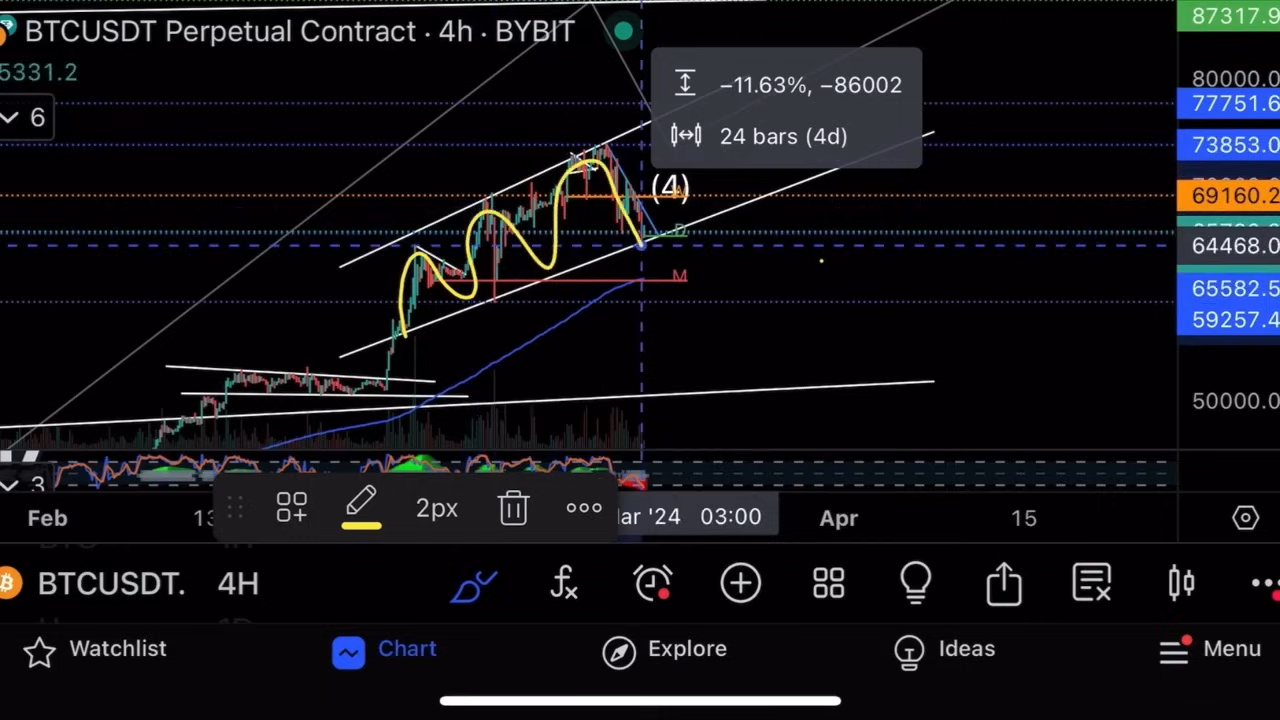 BTCUSDT Perpetual Contract · 4h · BYBIT
87317.9
5331.2
−11.63%, −86002
80000.0
77751.6
6
24 bars (4d)
73853.0
(4)
69160.2
64468.0
M
65582.5
59257.4
50000.0
3
Feb
13
2px
Mar '24 03:00
Apr
15
BTCUSDT.
4H
Watchlist
Chart
Explore
Ideas
Menu